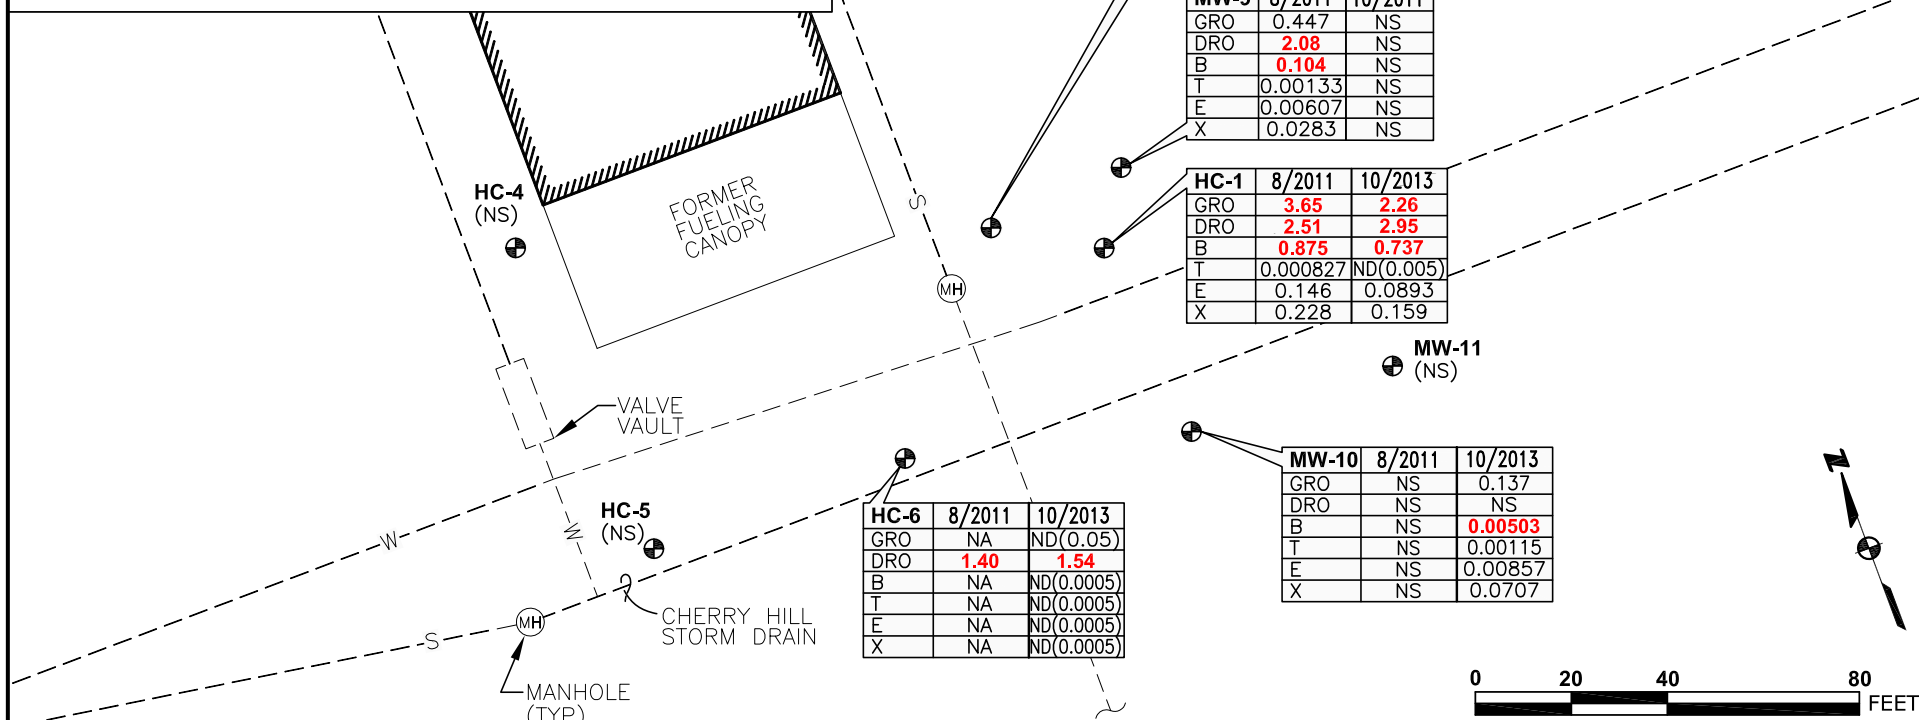 MW-9 8/2011 10/2011
GRO 0.447 NS
DRO 2.08 NS
B 0.104 NS
T 0.00133 NS
E 0.00607 NS
X 0.0283 NS
HC-4
(NS)
FORMER
FUELING
CANOPY
S
HC-1 8/2011 10/2013
GRO 3.65 2.26
DRO 2.51 2.95
B 0.875 0.737
T 0.000827 ND(0.005)
E 0.146 0.0893
X 0.228 0.159
MH
MW-11
(NS)
VALVE
VAULT
MW-10 8/2011 10/2013
GRO NS 0.137
DRO NS NS
B NS 0.00503
T NS 0.00115
E NS 0.00857
X NS 0.0707
HC-5
(NS)
W
W
HC-6 8/2011 10/2013
GRO NA ND(0.05)
DRO 1.40 1.54
B NA ND(0.0005)
T NA ND(0.0005)
E NA ND(0.0005)
X NA ND(0.0005)
CHERRY HILL
STORM DRAIN
MH
S
MANHOLE
(TYP)
N
0 20 40 80
FEET